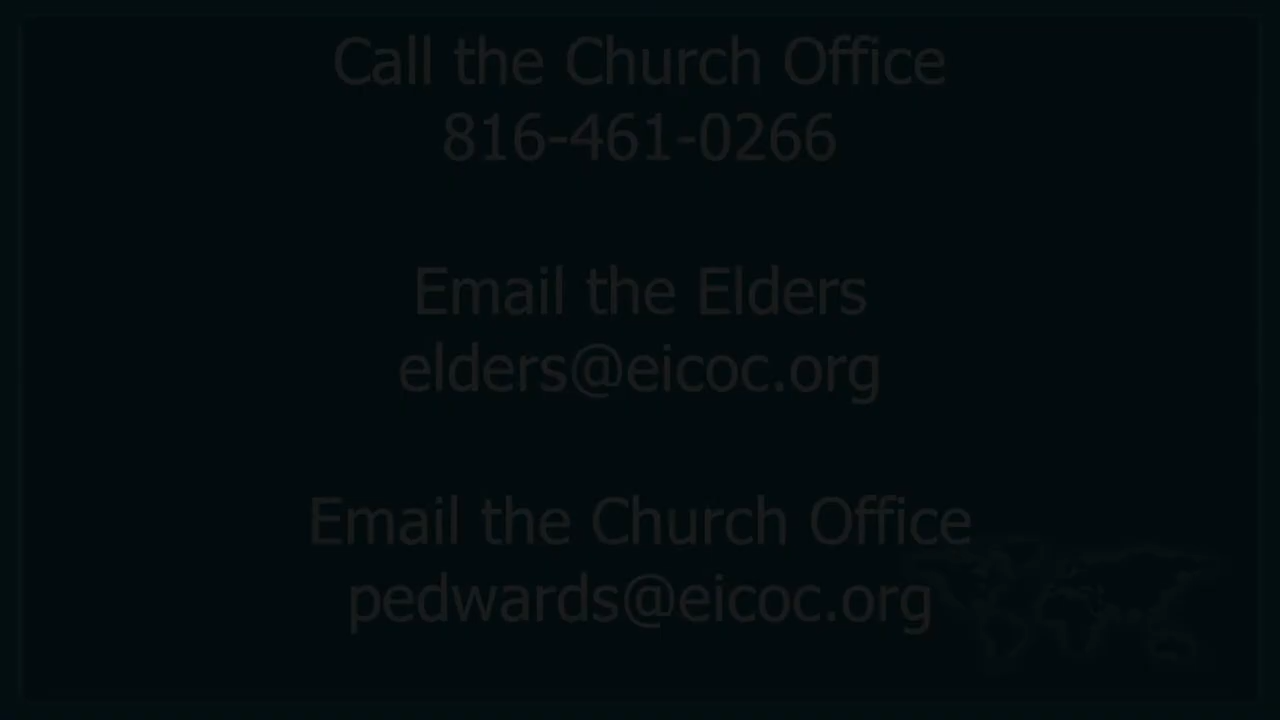 Call the Church Office
816-461-0266
Email the Elders
elders@eicoc.org
Email the Church Office
pedwards@eicoc.org